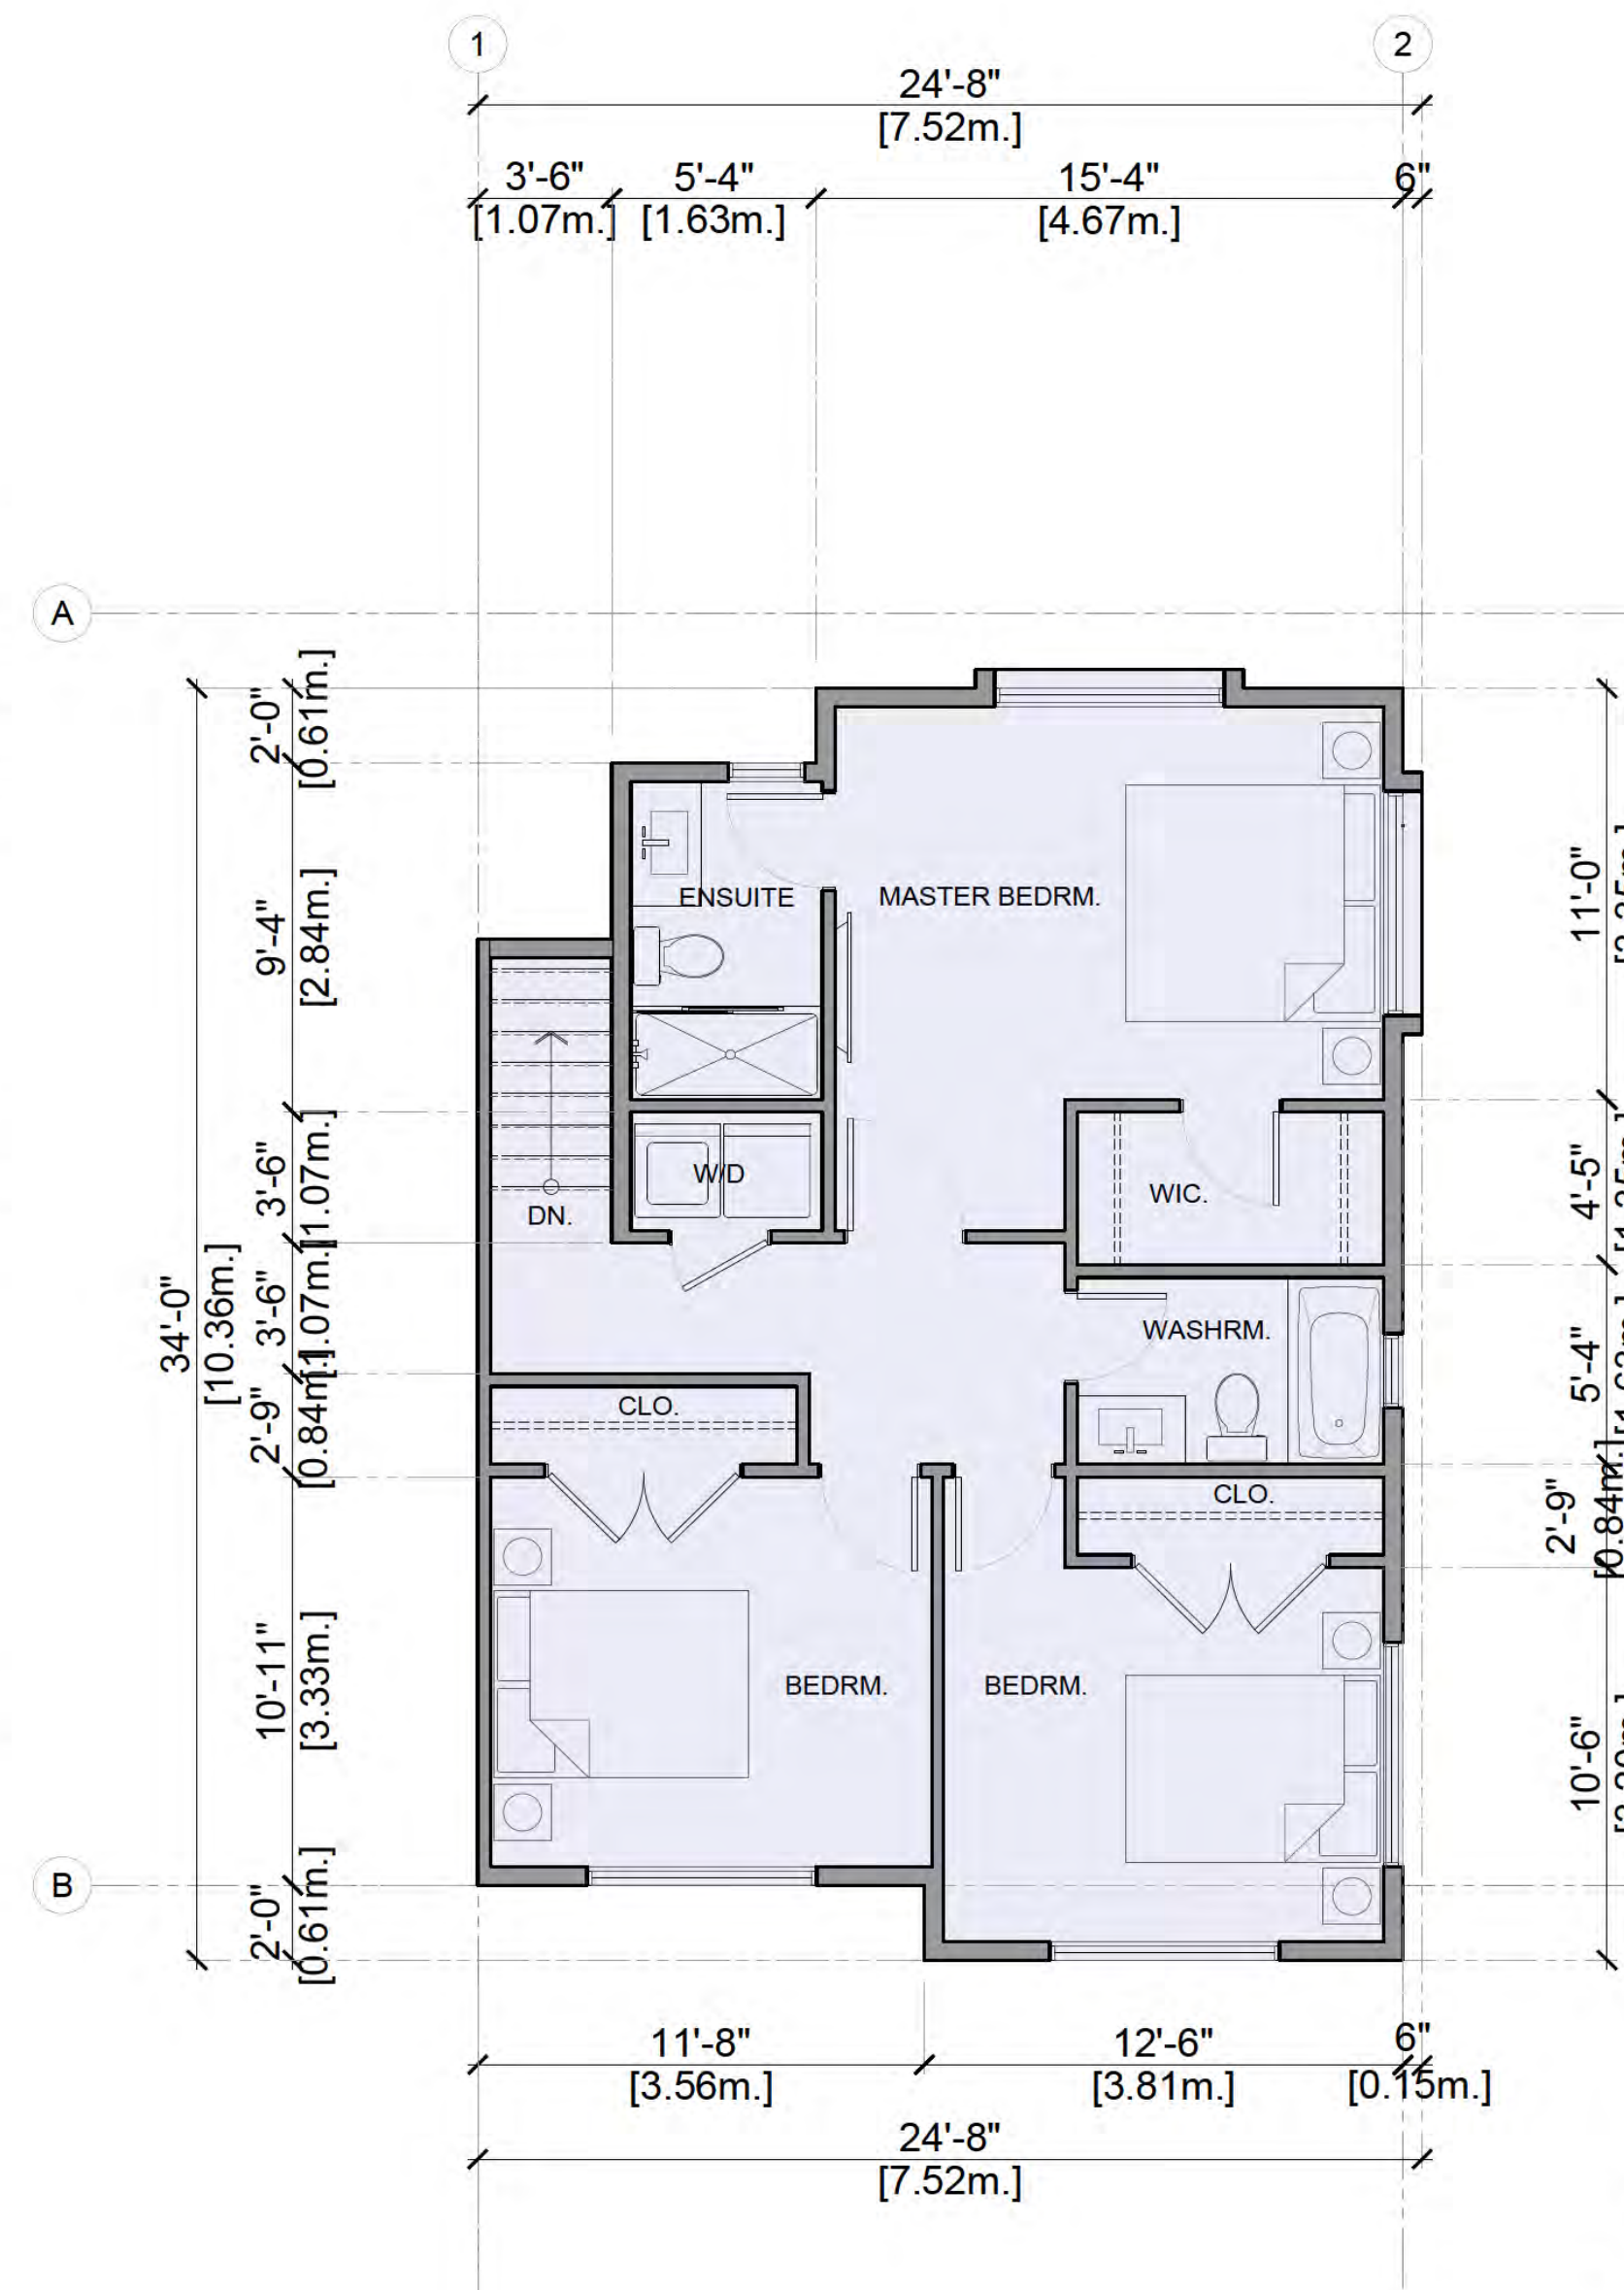 1
2
24'-8"
[7.52m.]
3'-6"
5'-4"
15'-4"
6"
[1.07m.]
[1.63m.]
[4.67m.]
A
2'-0"
[0.61m.]
9'-4"
[2.84m.]
3'-6"
[1.07m.]
3'-6"
[1.07m.]
2'-9"
[0.84m.]
10'-11"
[3.33m.]
2'-0"
[0.61m.]
34'-0"
[10.36m.]
ENSUITE
MASTER BEDRM.
W/D
WIC.
DN.
WASHRM.
CLO.
CLO.
BEDRM.
BEDRM.
11'-0"
4'-5"
5'-4"
2'-9"
[0.84m.]
10'-6"
B
11'-8"
12'-6"
6"
[3.56m.]
[3.81m.]
[0.15m.]
24'-8"
[7.52m.]